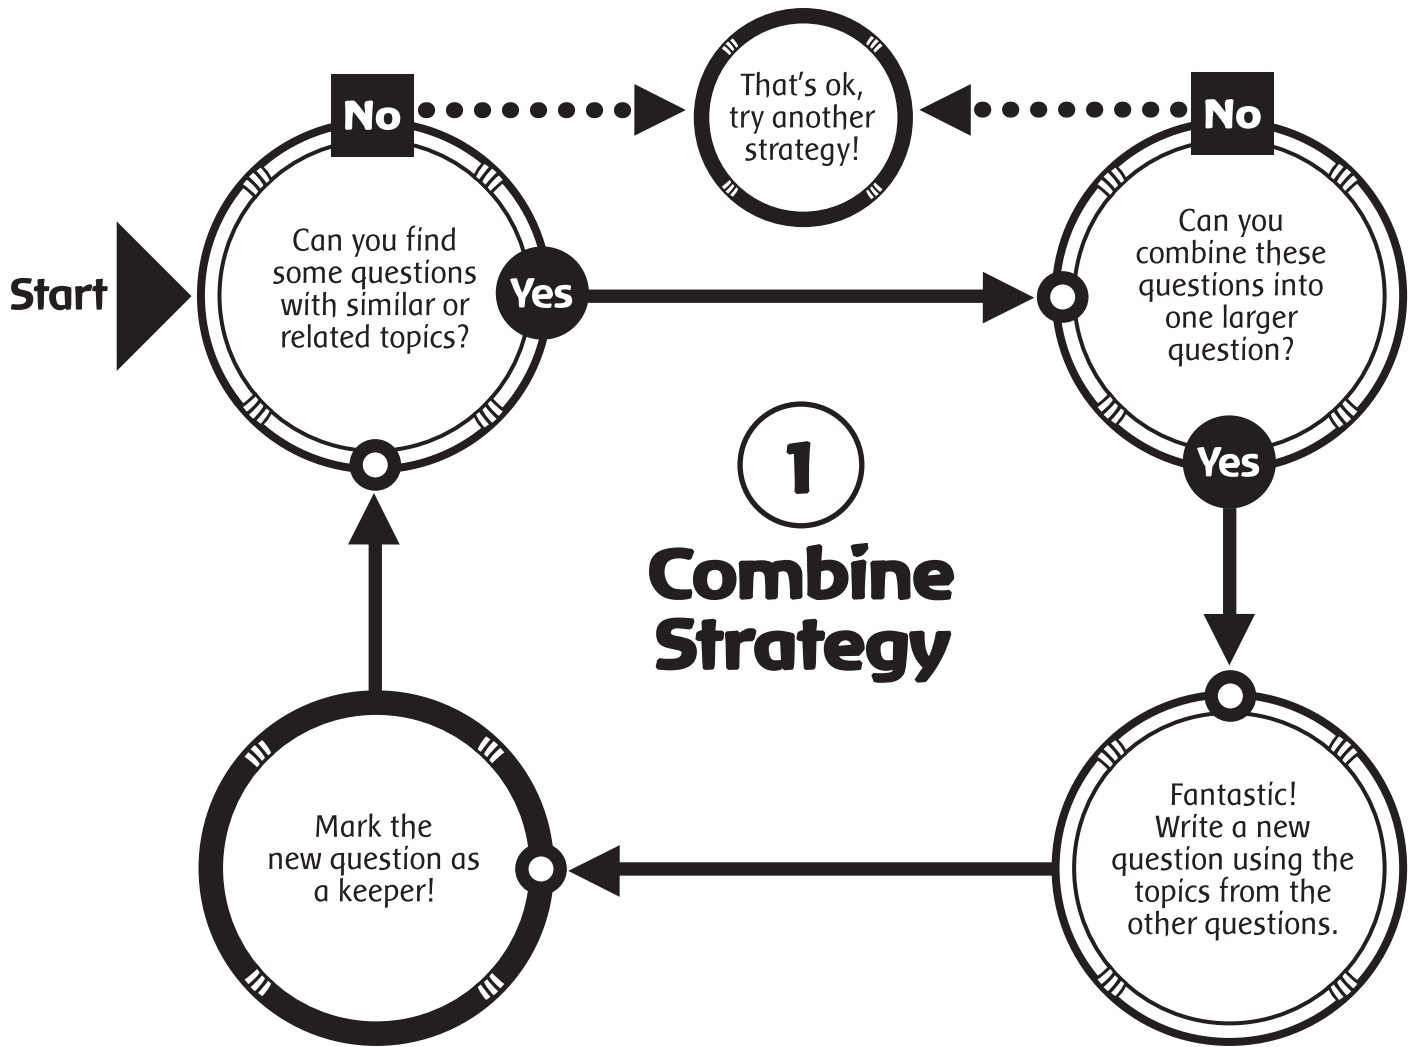 Start
No
Can you find
some questions
with similar or
related topics?
Yes
That's ok,
try another
strategy!
No
Can you
combine these
questions into
one larger
question?
Yes
1
Combine
Strategy
Fantastic!
Write a new
question using the
topics from the
other questions.
Mark the
new question as
a keeper!